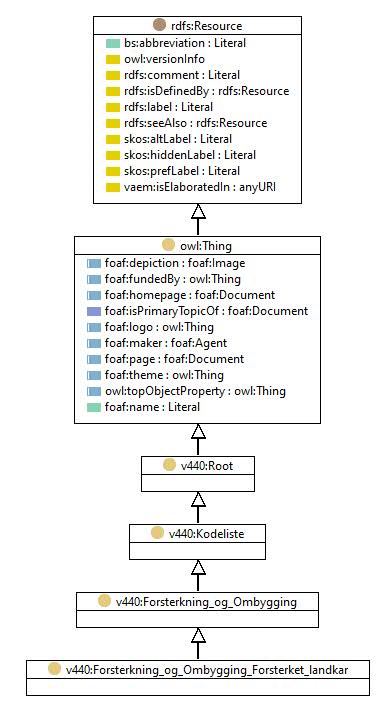 rdfs:Resource
bs:abbreviation : Literal
owl:versionInfo
rdfs:comment : Literal
rdfs:isDefinedBy : rdfs:Resource
rdfs:label : Literal
rdfs:seeAlso : rdfs:Resource
skos:altLabel : Literal
skos:hiddenLabel : Literal
skos:prefLabel : Literal
vaem:isElaboratedIn : anyURI
owl:Thing
foaf:depiction : foaf:Image
foaf:fundedBy : owl:Thing
foaf:homepage : foaf:Document
foaf:isPrimaryTopicOf : foaf:Document
foaf:logo : owl:Thing
foaf:maker : foaf:Agent
foaf:page : foaf:Document
foaf:theme : owl:Thing
owl:topObjectProperty : owl:Thing
foaf:name : Literal
v440:Root
v440:Kodeliste
v440:Forsterkning_og_Ombygging
v440:Forsterkning_og_Ombygging_Forsterket_landkar